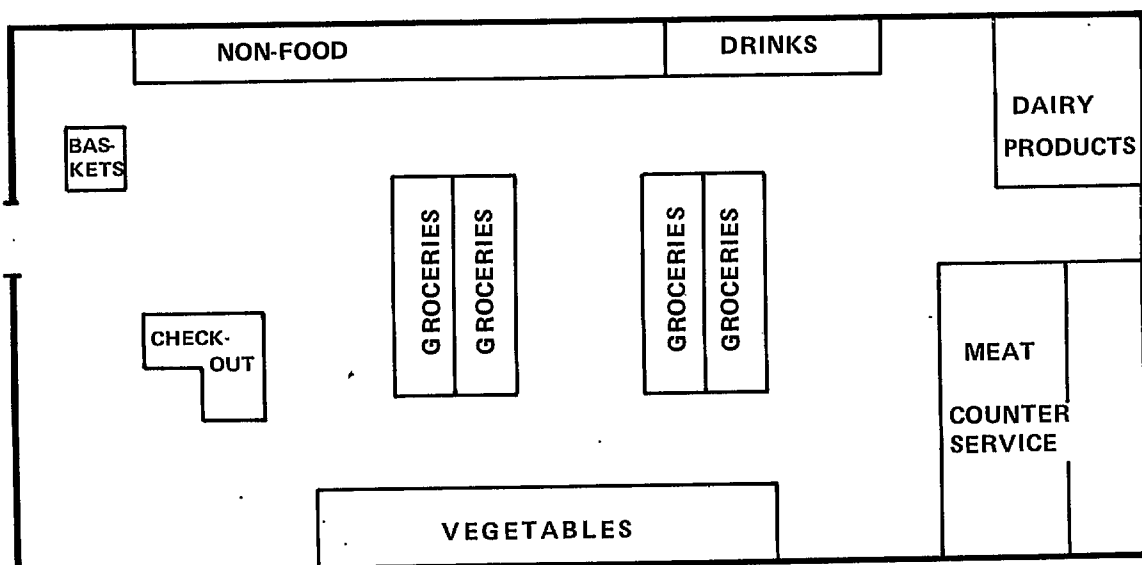 NON-FOOD
DRINKS
DAIRY
PRODUCTS
BAS-
KETS
GROCERIES
GROCERIES
GROCERIES
GROCERIES
CHECK-
OUT
MEAT
COUNTER
SERVICE
VEGETABLES